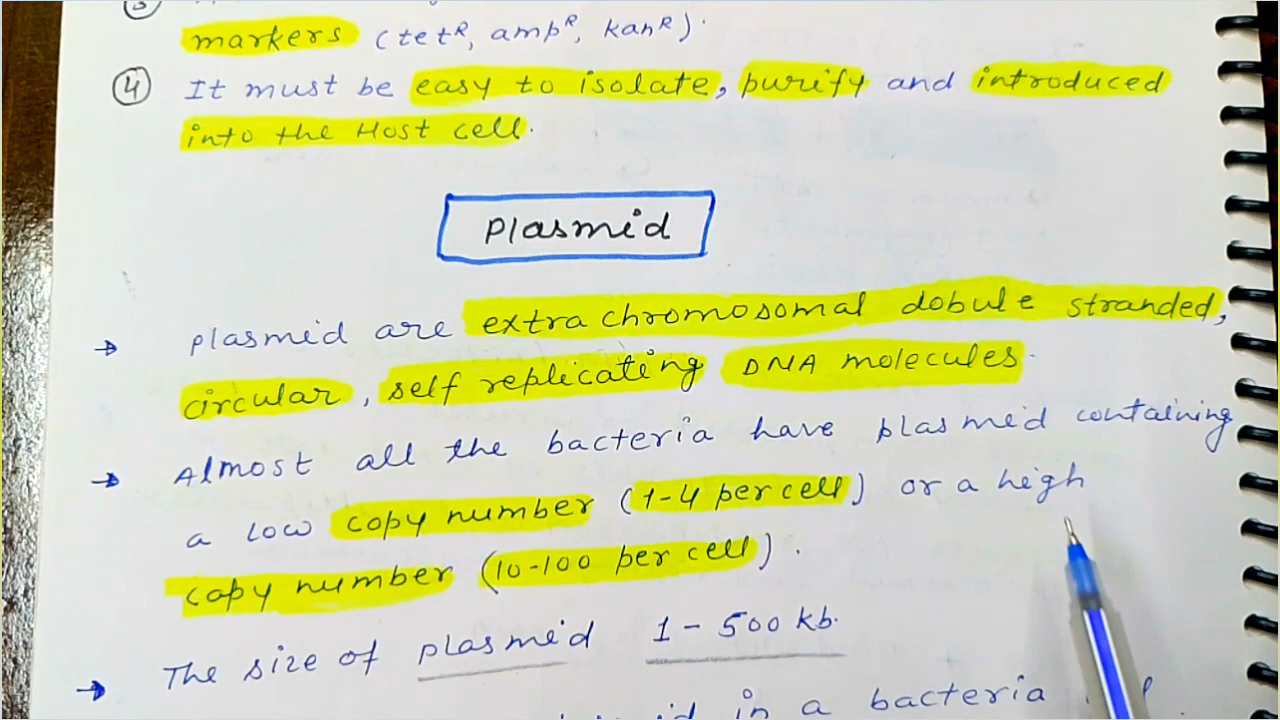 markers (tetR, ampR, kanR).
④ It must be easy to isolate, purify and introduced
into the Host cell.
Plasmid
→ plasmid are extra chromosomal dobule stranded,
circular, self replicating DNA molecules.
→ Almost all the bacteria have plasmid containing
a low copy number (1-4 per cell) or a high
copy number (10-100 per cell).
→ The size of plasmid 1 - 500 kb.
in a bacteria